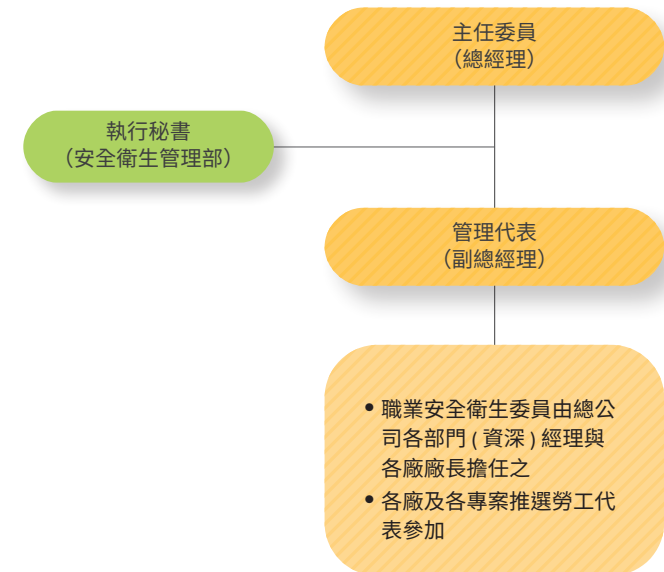 主任委員
（總經理）
執行秘書
（安全衛生管理部）
管理代表
（副總經理）
• 職業安全衛生委員由總公
司各部門 ( 資深 ) 經理與
各廠廠長擔任之
• 各廠及各專案推選勞工代
表參加